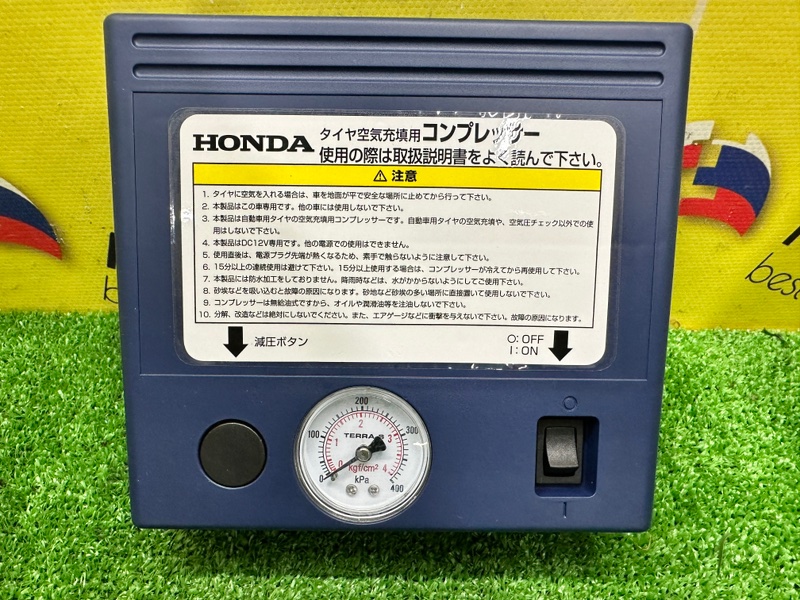 HONDA タイヤ空気充填用コンプレッサー
使用の際は取扱説明書をよく読んで下さい。
⚠ 注意
1. タイヤに空気を入れる場合は、車を地面が平で安全な場所に止めてから行って下さい。
2. 本製品はこの車専用です。他の車には使用しないで下さい。
3. 本製品は自動車用タイヤの空気充填用コンプレッサーです。自動車用タイヤの空気充填や、空気圧チェック以外での使
用はしないで下さい。
4. 本製品はDC12V専用です。他の電源での使用はできません。
5. 使用直後は、電源プラグ先端が熱くなるため、素手で触らないように注意して下さい。
6. 15分以上の連続使用は避けて下さい。15分以上使用する場合は、コンプレッサーが冷えてから再使用して下さい。
7. 本製品には防水加工をしておりません。降雨時などは、水がかからないようにしてご使用下さい。
8. 砂埃などを吸い込むと故障の原因になります。砂地など砂埃の多い場所に直接置いて使用しないで下さい。
9. コンプレッサーは無給油式ですから、オイルや潤滑油等を注油しないで下さい。
10. 分解、改造などは絶対にしないでください。また、エアゲージなどに衝撃を与えないで下さい。故障の原因になります。
減圧ボタン
O: OFF
I: ON
200
100
300
2
1
3
TERRA-S
0
kgf/cm²
4
0
kPa
400
O
I
best
bes